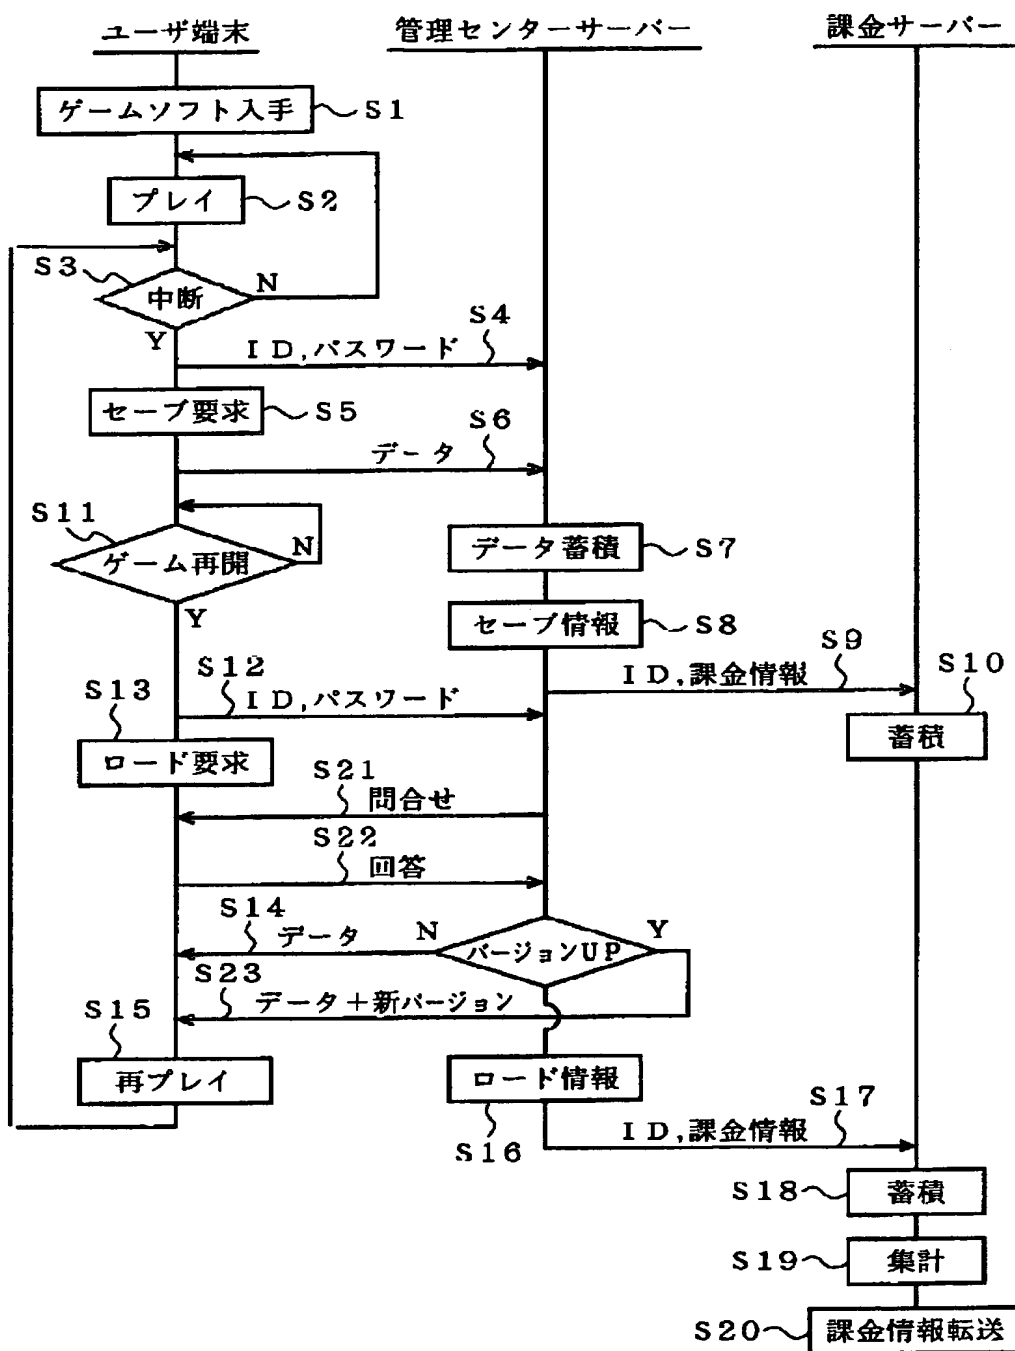 ユーザ端末
管理センターサーバー
課金サーバー
ゲームソフト入手
S1
プレイ
S2
S3
中断
N
Y
S4
ID,パスワード
セーブ要求
S5
S6
データ
S11
ゲーム再開
N
Y
データ蓄積
S7
セーブ情報
S8
S9
ID,課金情報
S10
蓄積
S12
ID,パスワード
S13
ロード要求
S21
問合せ
S22
回答
S14
データ
N
バージョンUP
Y
S23
データ+新バージョン
S15
再プレイ
ロード情報
S16
S17
ID,課金情報
S18
蓄積
S19
集計
S20
課金情報転送